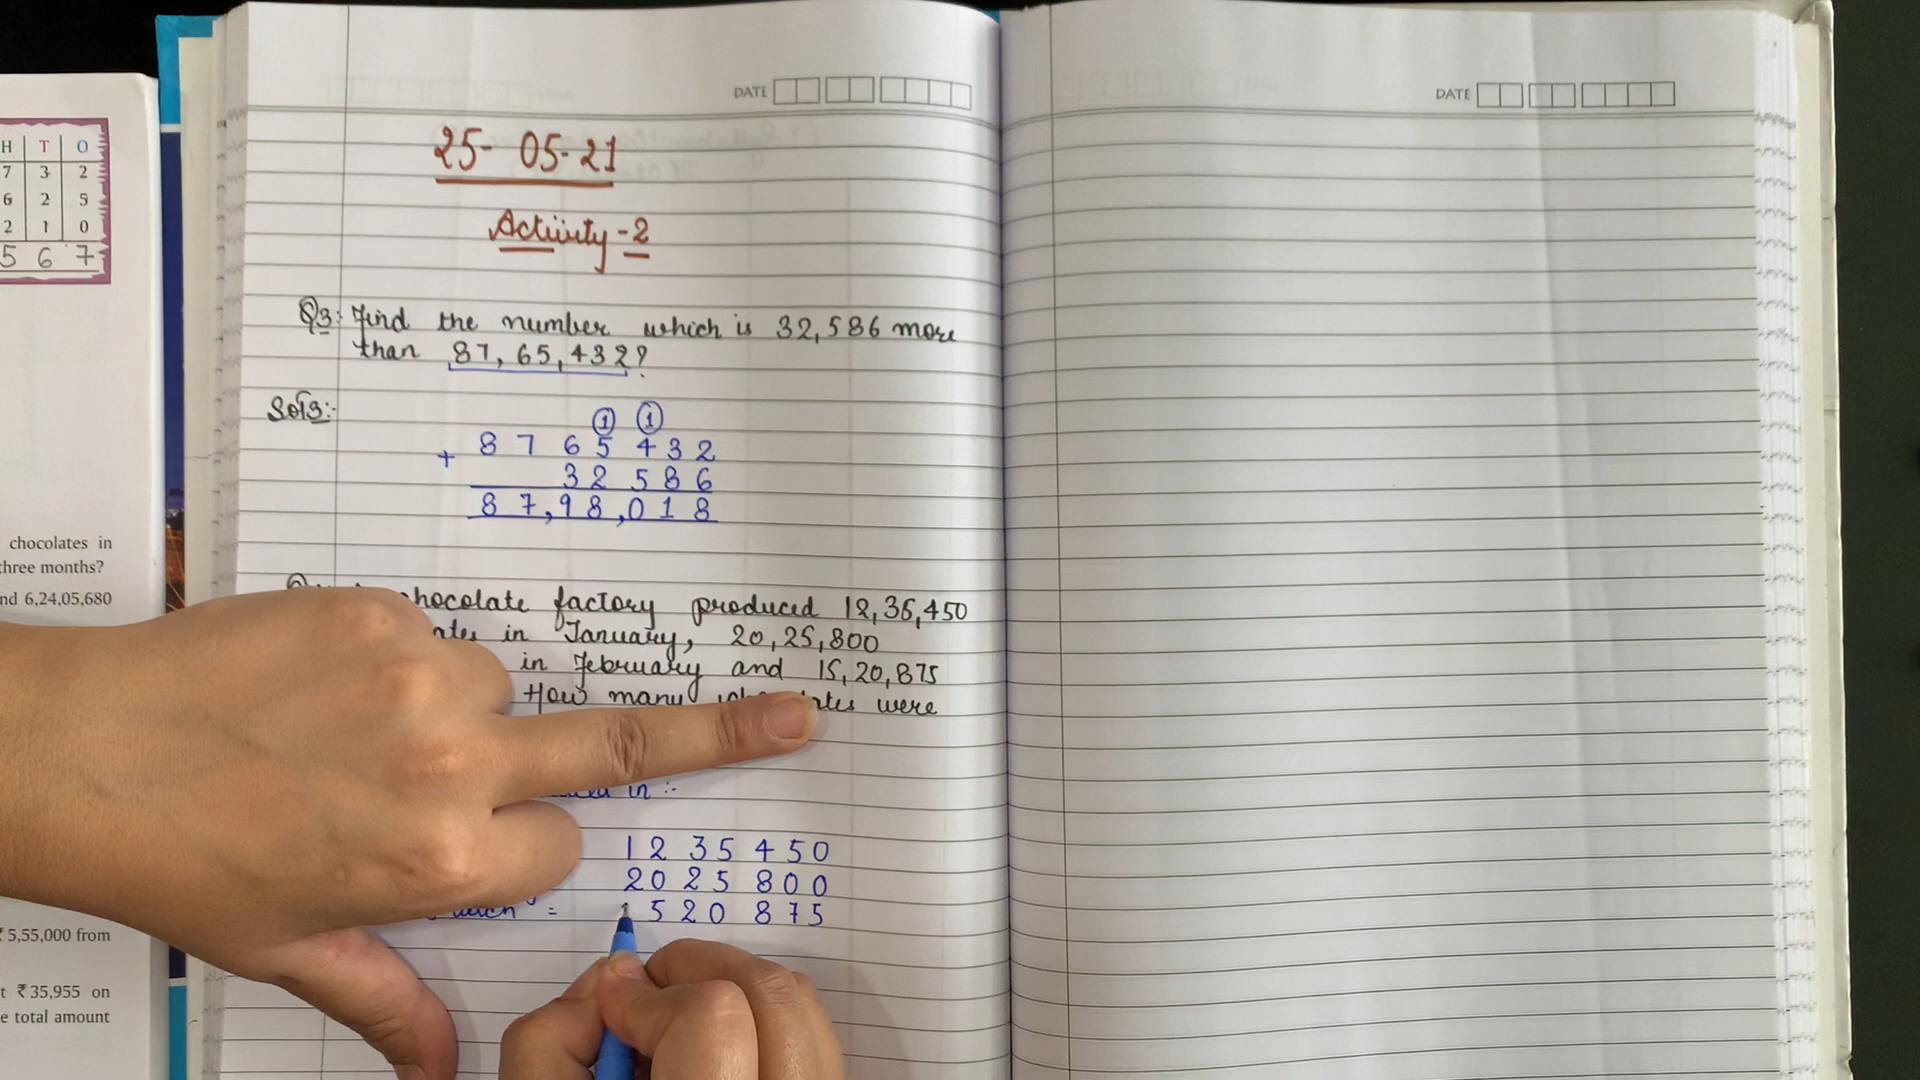 H T O
7 3 2
6 2 5
2 1 0
5 6 7
chocolates in
three months?
nd 6,24,05,680
₹ 5,55,000 from
t ₹ 35,955 on
e total amount
DATE
25- 05-21
Activity-2
Q3: Find the number which is 32,586 more
than 87,65,432?
Sol3:-
1 1
+ 8 7 6 5 4 3 2
3 2 5 8 6
8 7,9 8,0 1 8
chocolate factory produced 12,35,450
in January, 20,25,800
in February and 15,20,875
How many were
in :-
1 2 3 5 4 5 0
2 0 2 5 8 0 0
= 1 5 2 0 8 7 5
DATE